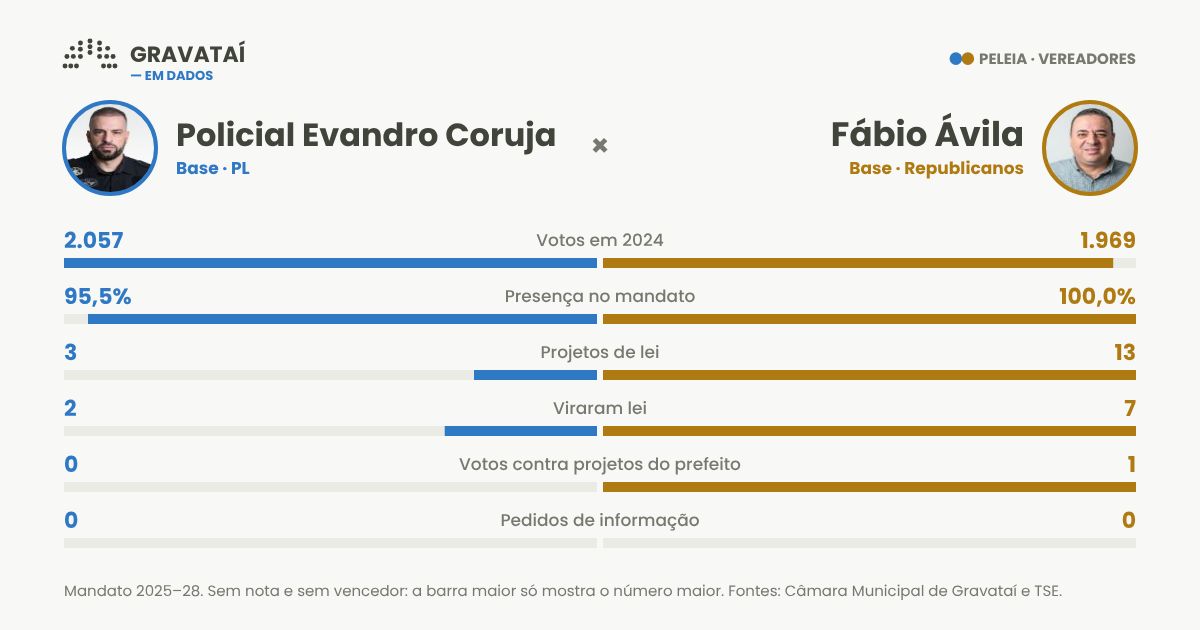 GRAVATAÍ
— EM DADOS
PELEIA · VEREADORES
Policial Evandro Coruja
Base · PL
×
Fábio Ávila
Base · Republicanos
2.057 Votos em 2024 1.969
95,5% Presença no mandato 100,0%
3 Projetos de lei 13
2 Viraram lei 7
0 Votos contra projetos do prefeito 1
0 Pedidos de informação 0
Mandato 2025–28. Sem nota e sem vencedor: a barra maior só mostra o número maior. Fontes: Câmara Municipal de Gravataí e TSE.